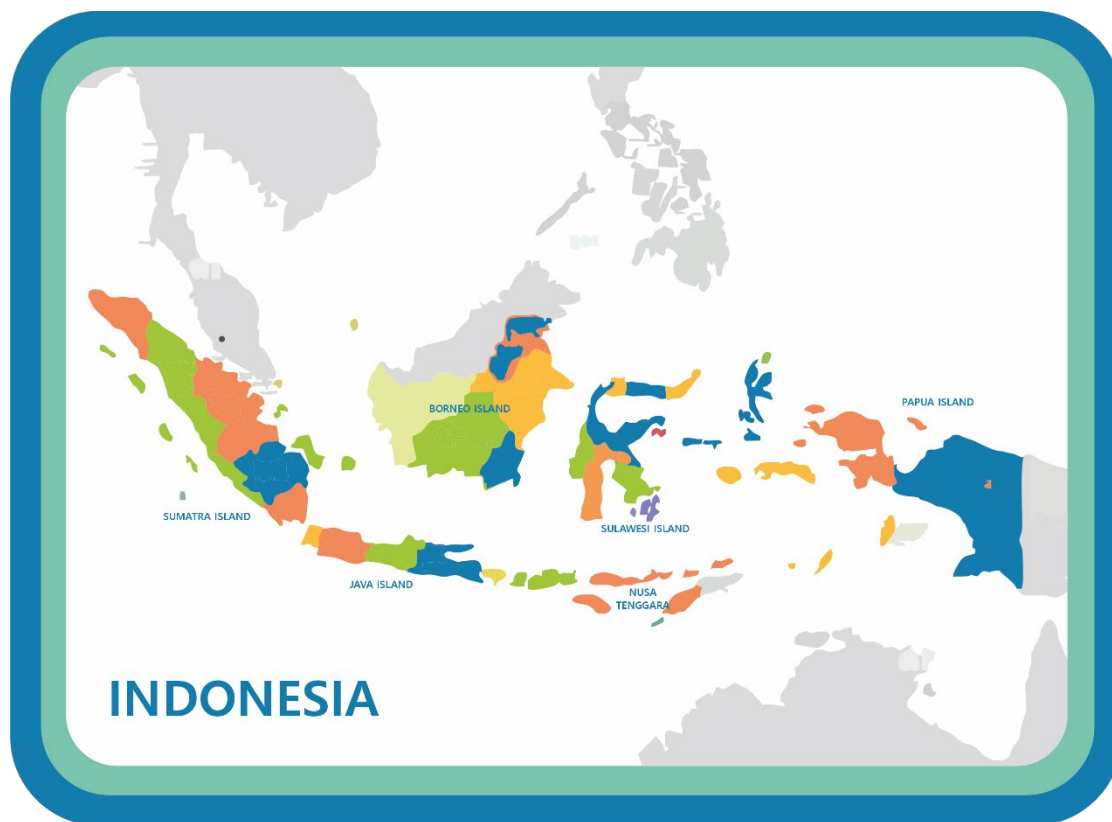 PAPUA ISLAND
BORNEO ISLAND
SUMATRA ISLAND
SULAWESI ISLAND
JAVA ISLAND
NUSA
TENGGARA
INDONESIA